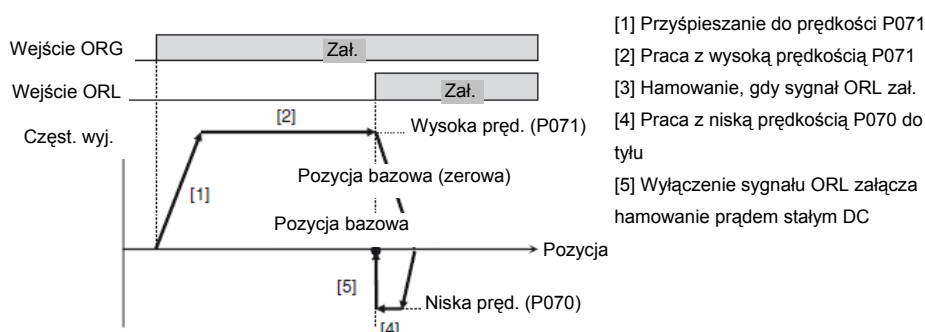 Wejście ORG
Zał.
Wejście ORL
Zał.
Częst. wyj.
[2]
Wysoka pręd. (P071)
Pozycja bazowa (zerowa)
[1]
Pozycja bazowa
Pozycja
[5]
Niska pręd. (P070)
[4]
[1] Przyśpieszanie do prędkości P071
[2] Praca z wysoką prędkością P071
[3] Hamowanie, gdy sygnał ORL zał.
[4] Praca z niską prędkością P070 do
tyłu
[5] Wyłączenie sygnału ORL załącza
hamowanie prądem stałym DC